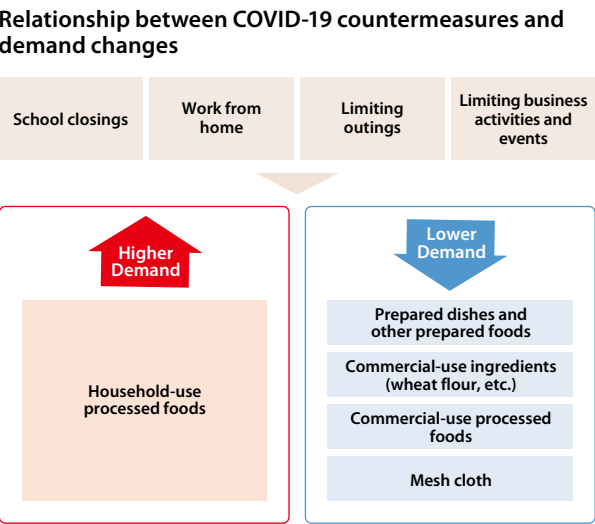 Relationship between COVID-19 countermeasures and
demand changes
School closings
Work from
home
Limiting
outings
Limiting business
activities and
events
Higher
Demand
Household-use
processed foods
Lower
Demand
Prepared dishes and
other prepared foods
Commercial-use ingredients
(wheat flour, etc.)
Commercial-use processed
foods
Mesh cloth